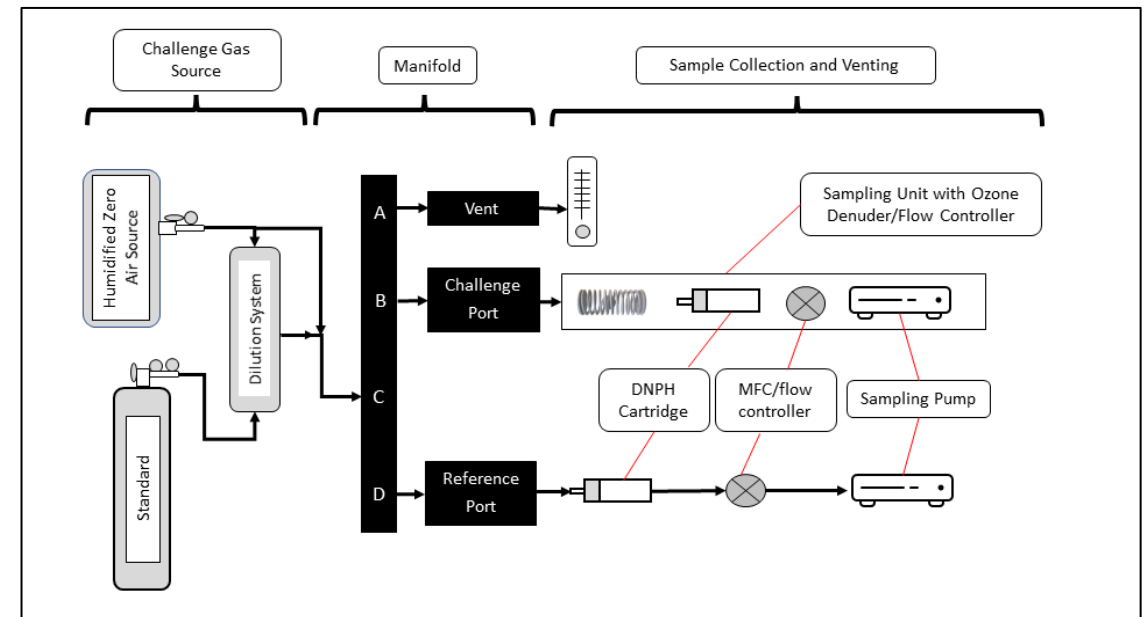 Challenge Gas
Source
Manifold
Sample Collection and Venting
Humidified Zero
Air Source
Dilution System
Standard
A
Vent
B
Challenge
Port
C
D
Reference
Port
Sampling Unit with Ozone
Denuder/Flow Controller
DNPH
Cartridge
MFC/flow
controller
Sampling Pump